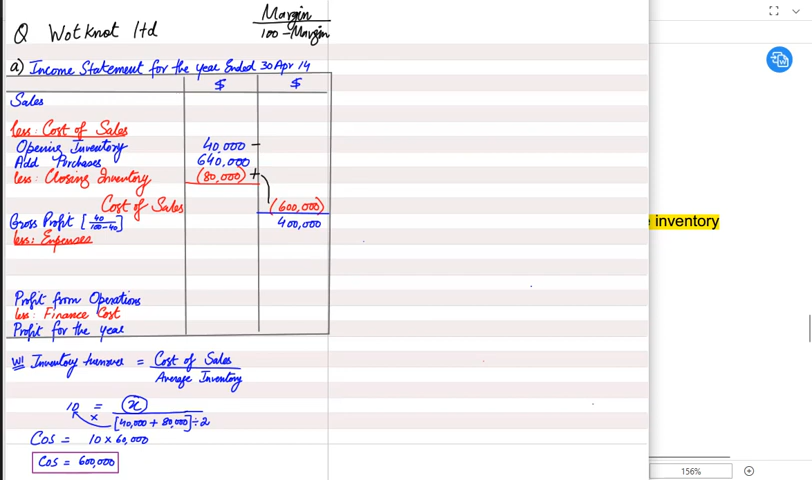 Margin
Q Wotknot ltd
100 - Margin
a) Income Statement for the year Ended 30 Apr 14
$ $
Sales
less: Cost of Sales
Opening Inventory 40,000 -
Add Purchases 640,000
less: Closing Inventory (80,000) +
Cost of Sales (600,000)
Gross Profit [40/100-40] 400,000
less: Expenses
inventory
Profit from Operations
less: Finance Cost
Profit for the year
W1 Inventory turnover = Cost of Sales
Average Inventory
10 = x
[40,000 + 80,000] ÷ 2
Cos = 10 x 60,000
Cos = 600,000
156%